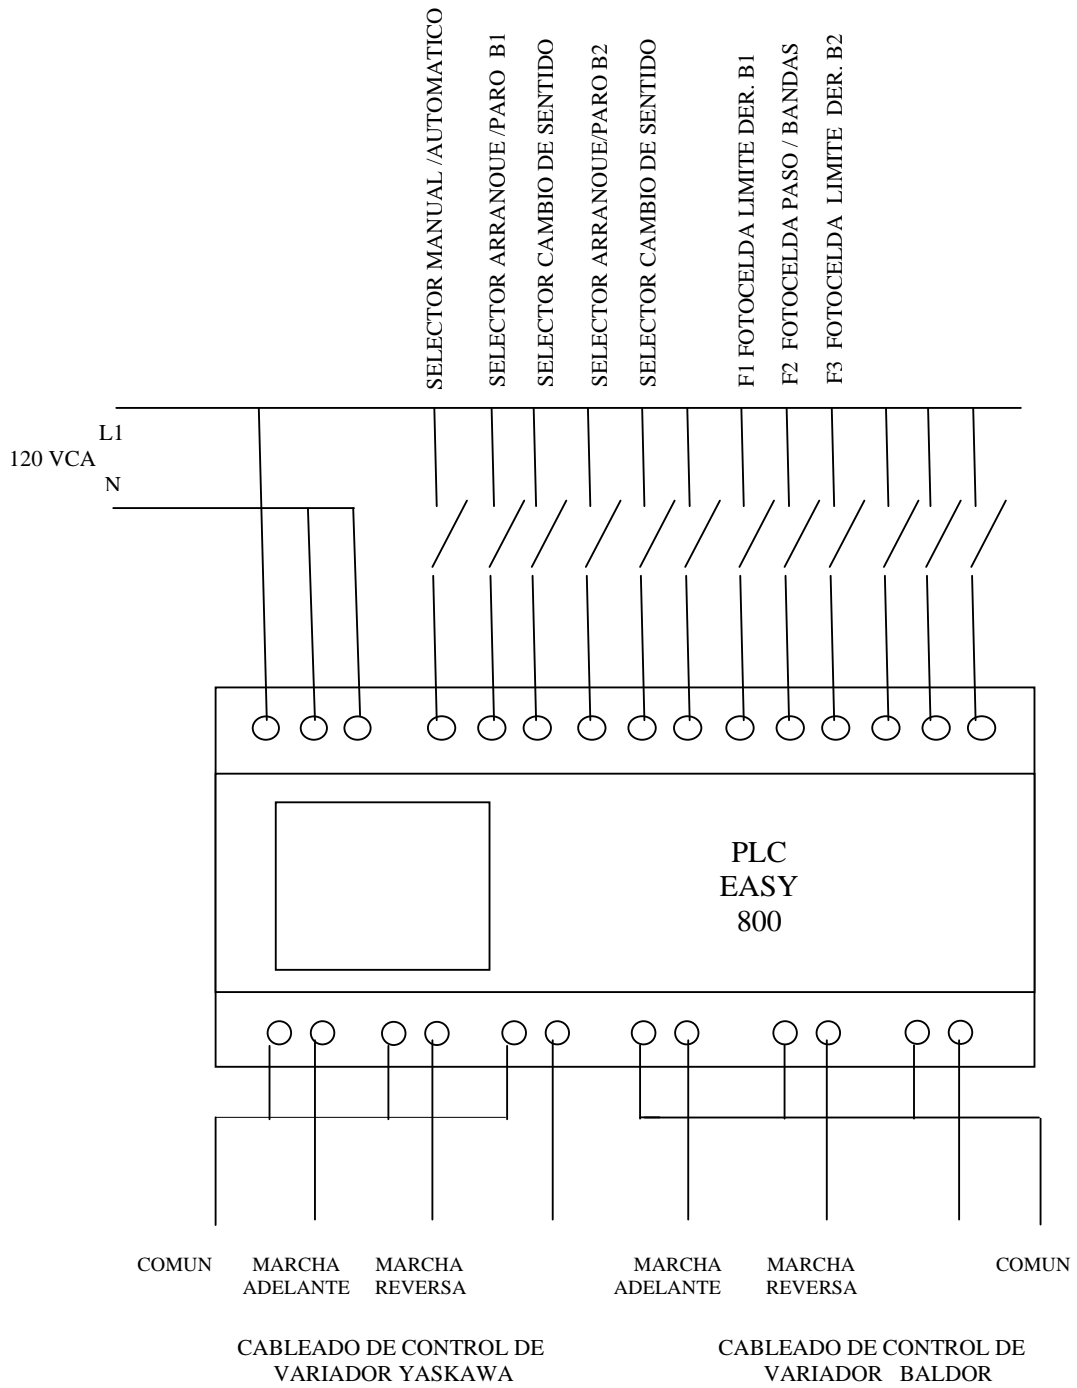 SELECTOR MANUAL /AUTOMATICO
SELECTOR ARRANOUE /PARO  B1
SELECTOR CAMBIO DE SENTIDO
SELECTOR ARRANOUE/PARO B2
SELECTOR CAMBIO DE SENTIDO
F1 FOTOCELDA LIMITE DER. B1
F2  FOTOCELDA PASO / BANDAS
F3  FOTOCELDA  LIMITE  DER. B2
L1
120 VCA
N
PLC
EASY
800
COMUN
MARCHA
ADELANTE
MARCHA
REVERSA
MARCHA
ADELANTE
MARCHA
REVERSA
COMUN
CABLEADO DE CONTROL DE
VARIADOR YASKAWA
CABLEADO DE CONTROL DE
VARIADOR   BALDOR